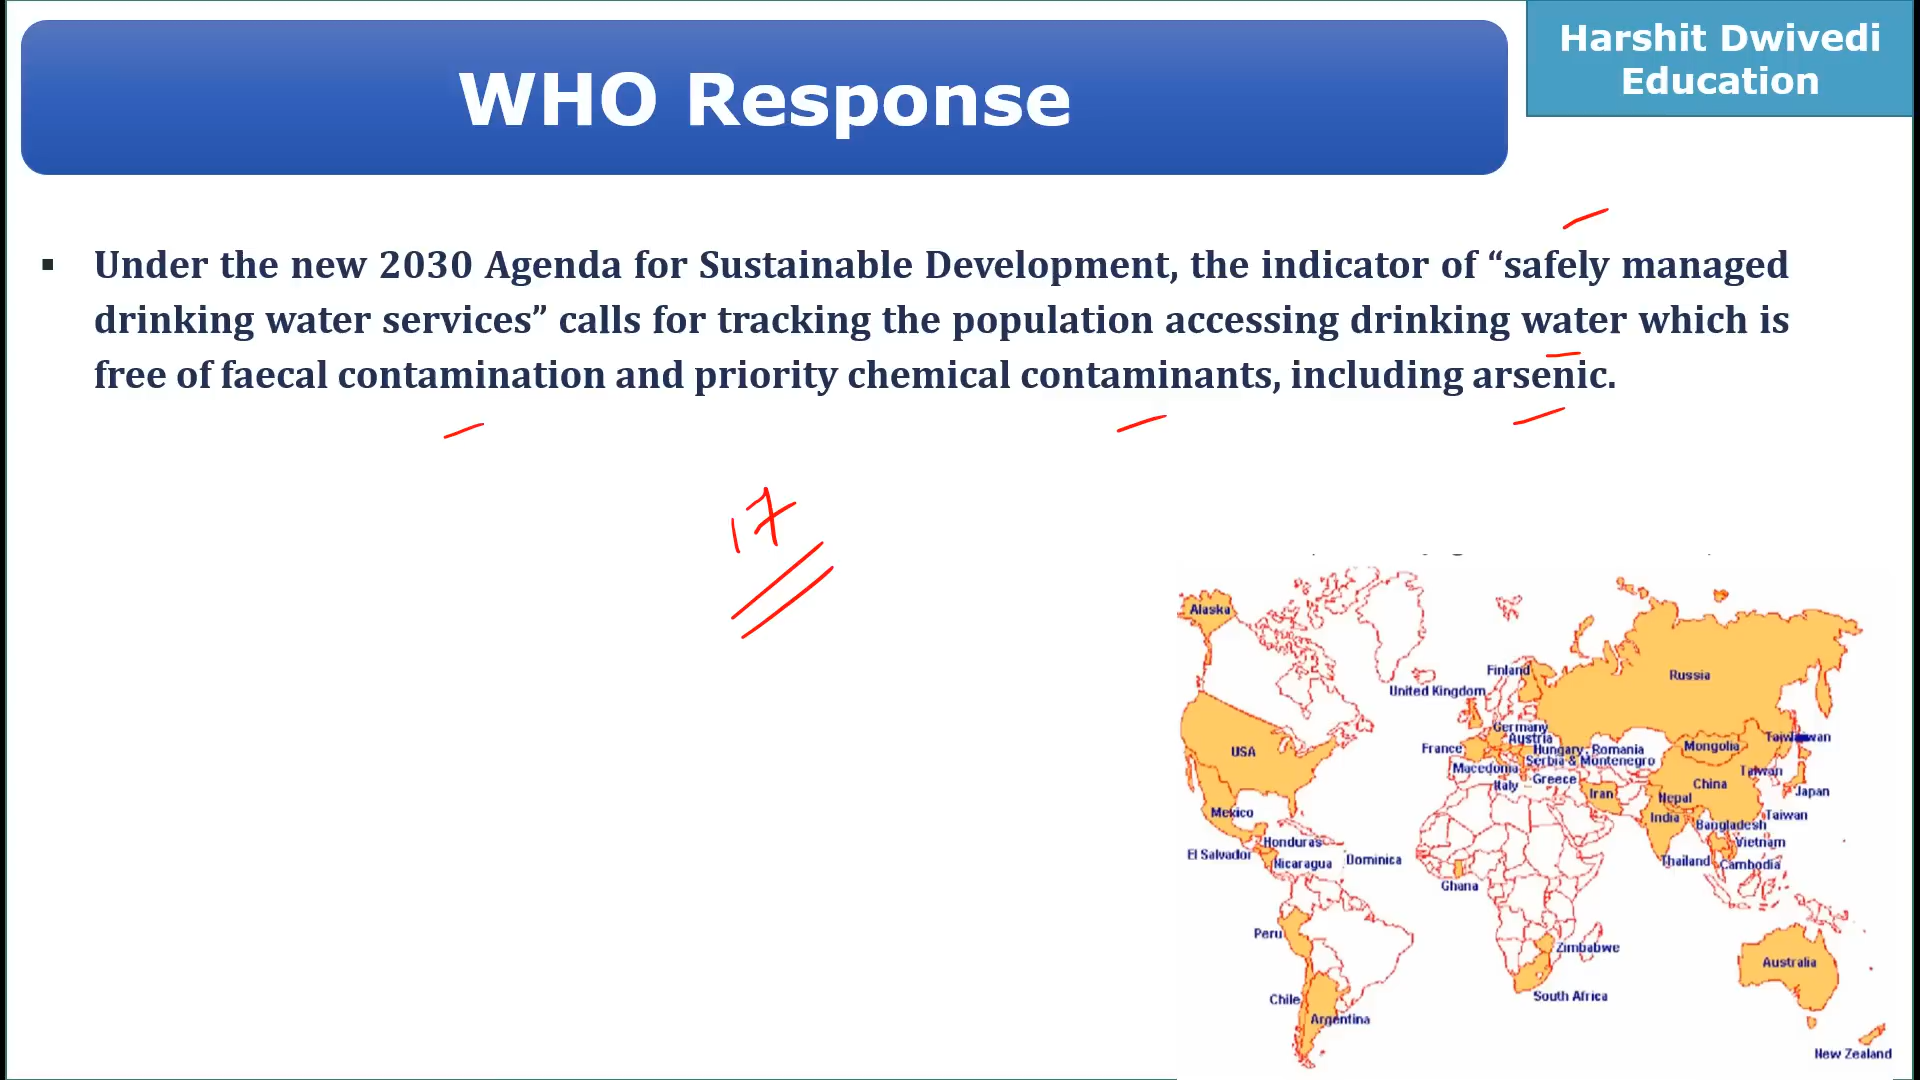 WHO Response
Harshit Dwivedi
Education
▪ Under the new 2030 Agenda for Sustainable Development, the indicator of “safely managed
drinking water services” calls for tracking the population accessing drinking water which is
free of faecal contamination and priority chemical contaminants, including arsenic.
17
Alaska
Finland
Russia
United Kingdom
Germany
Austria
USA
France
Hungary Romania
Mongolia
Taiwan
Serbia & Montenegro
Macedonia
Taiwan
Greece
Italy
China
Iran
Nepal
Japan
Mexico
India
Taiwan
Bangladesh
Honduras
Vietnam
El Salvador
Nicaragua
Dominica
Thailand
Cambodia
Ghana
Peru
Zimbabwe
Australia
Chile
South Africa
Argentina
New Zealand